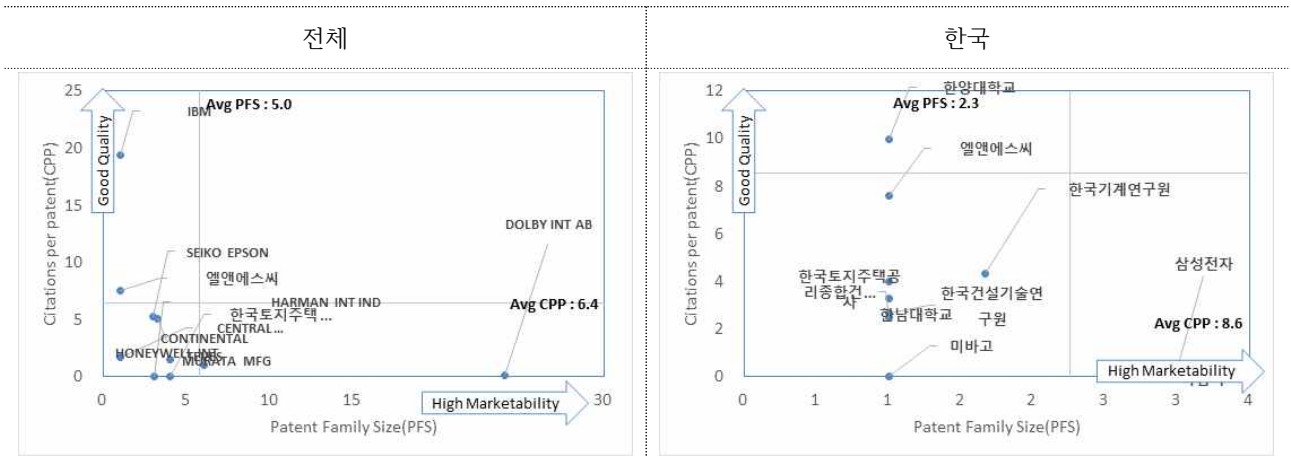 전체
한국
25
20
15
10
5
0
Citations per patent(CPP)
Good Quality
Avg PFS : 5.0
IBM
DOLBY INT AB
SEIKO EPSON
엘앤에스씨
HARMAN INT IND
한국토지주택 ...
Avg CPP : 6.4
CENTRAL ...
CONTINENTAL
HONEYWELL INT
MURATA MFG
High Marketability
0
5
10
15
30
Patent Family Size(PFS)
12
10
8
6
4
2
0
Citations per patent(CPP)
Good Quality
한양대학교
Avg PFS : 2.3
엘앤에스씨
한국기계연구원
삼성전자
한국토지주택공
리종합건...
사
한국건설기술연
구원
한남대학교
Avg CPP : 8.6
미바고
High Marketability
0
1
1
2
2
3
3
4
Patent Family Size(PFS)